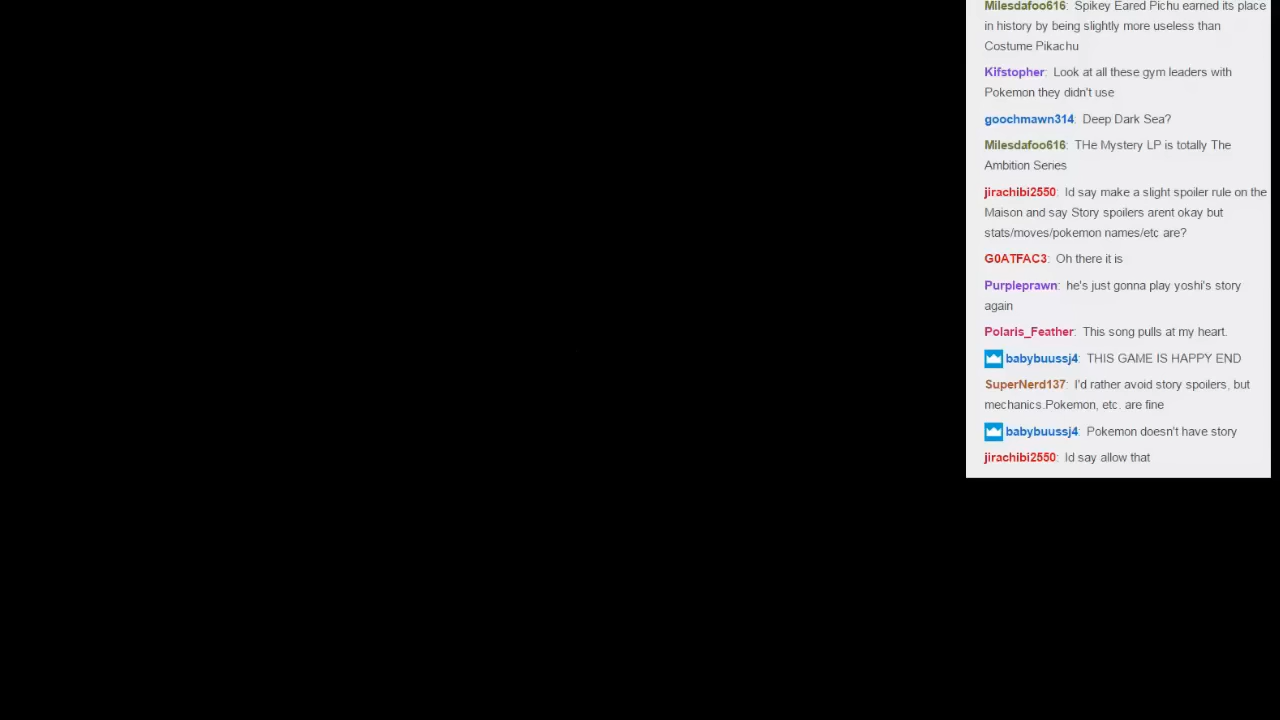 Milesdafoo616: Spikey Eared Pichu earned its place
in history by being slightly more useless than
Costume Pikachu
Kifstopher: Look at all these gym leaders with
Pokemon they didn't use
goochmawn314: Deep Dark Sea?
Milesdafoo616: THe Mystery LP is totally The
Ambition Series
jirachibi2550: Id say make a slight spoiler rule on the
Maison and say Story spoilers arent okay but
stats/moves/pokemon names/etc are?
G0ATFAC3: Oh there it is
Purpleprawn: he's just gonna play yoshi's story
again
Polaris_Feather: This song pulls at my heart.
babybuussj4: THIS GAME IS HAPPY END
SuperNerd137: I'd rather avoid story spoilers, but
mechanics.Pokemon, etc. are fine
babybuussj4: Pokemon doesn't have story
jirachibi2550: Id say allow that